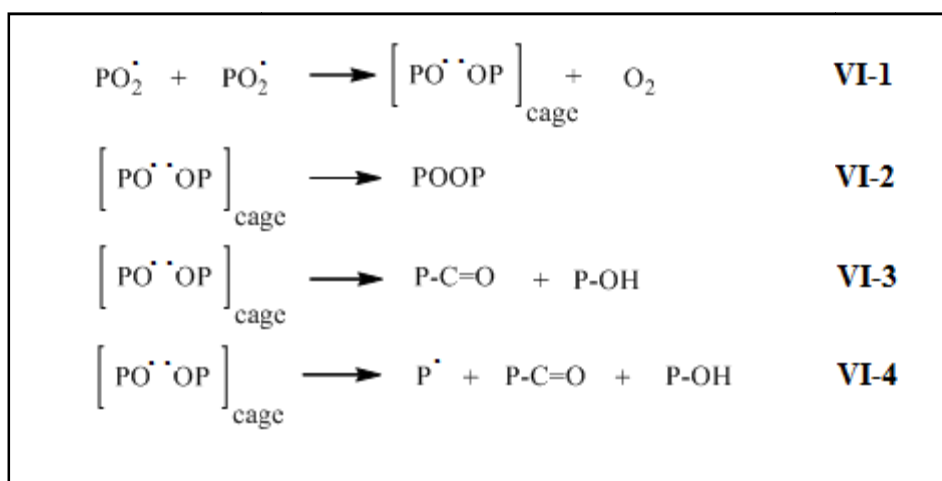 PO₂˙ + PO₂˙ ⟶ [ PO˙ ˙OP ]cage + O₂ VI-1
[ PO˙ ˙OP ]cage ⟶ POOP VI-2
[ PO˙ ˙OP ]cage ⟶ P-C=O + P-OH VI-3
[ PO˙ ˙OP ]cage ⟶ P˙ + P-C=O + P-OH VI-4